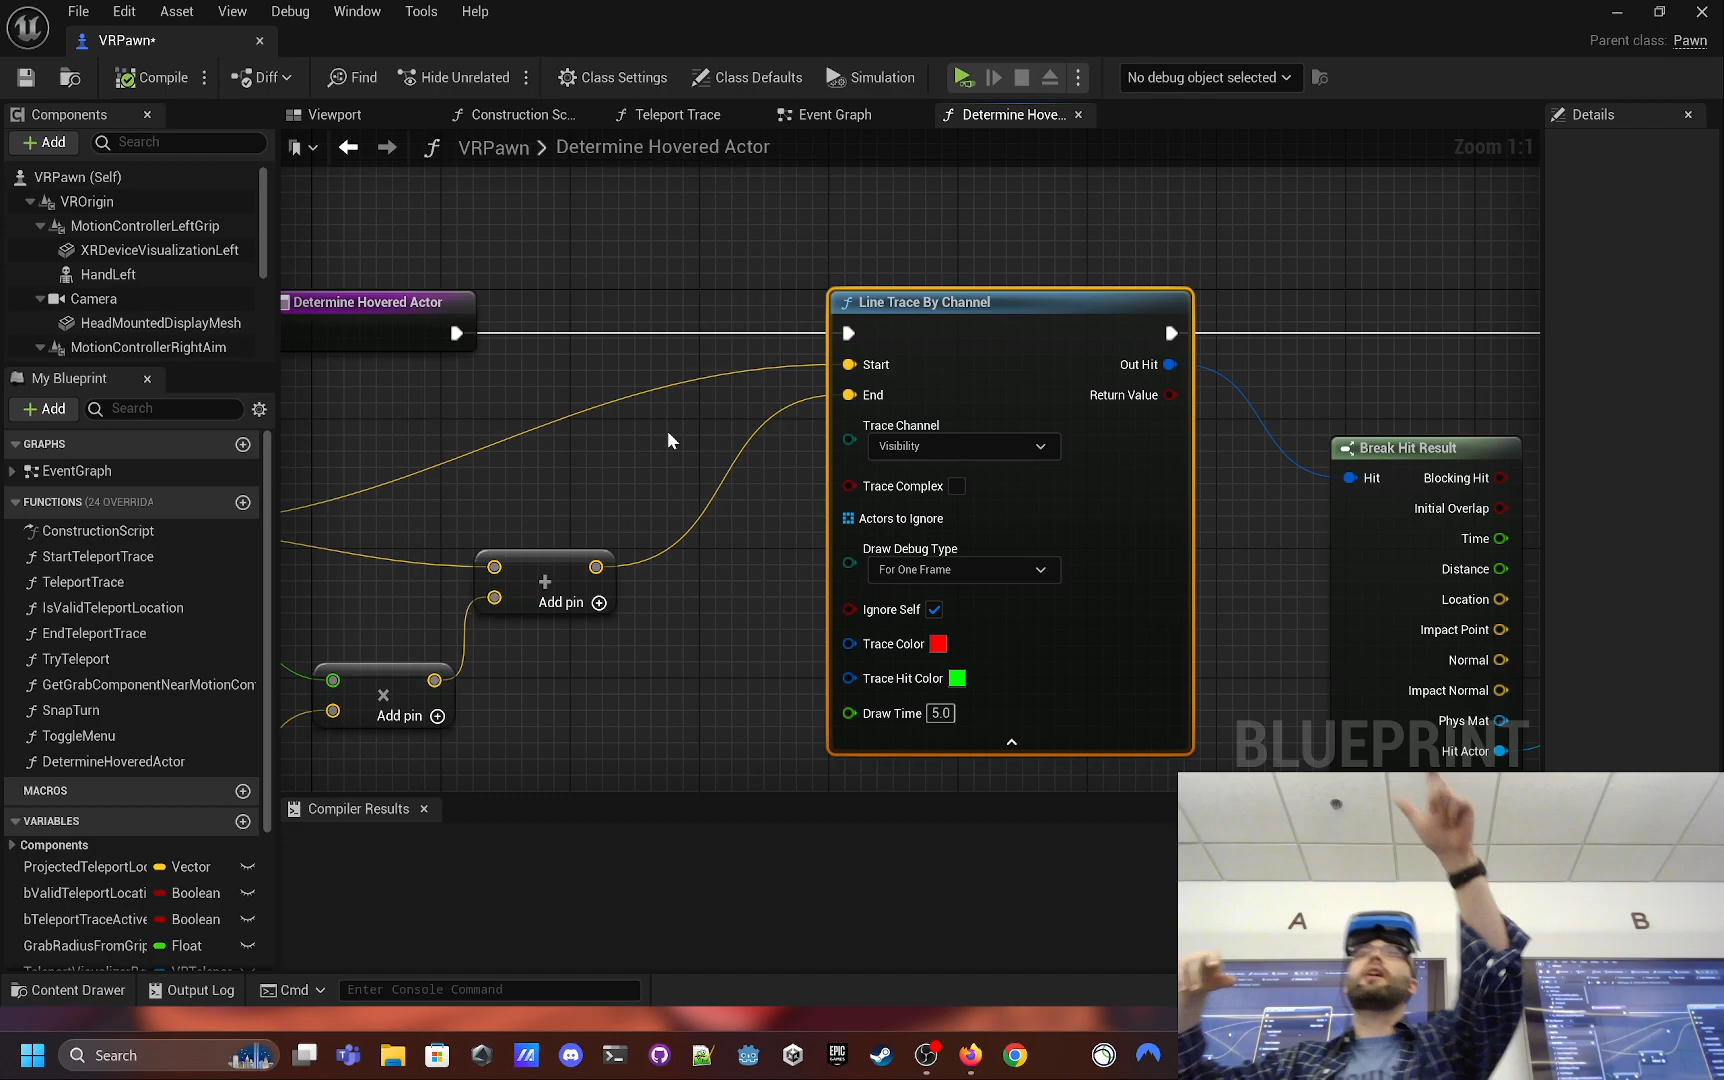 File Edit Asset View Debug Window Tools Help
VRPawn*
Parent class: Pawn
Compile Diff Find Hide Unrelated Class Settings Class Defaults Simulation No debug object selected
Components
Viewport Construction Sc... Teleport Trace Event Graph Determine Hove... Details
Add Search
VRPawn > Determine Hovered Actor
Zoom 1:1
VRPawn (Self)
VROrigin
MotionControllerLeftGrip
XRDeviceVisualizationLeft
HandLeft
Camera
HeadMountedDisplayMesh
MotionControllerRightAim
My Blueprint
Add Search
GRAPHS
EventGraph
FUNCTIONS (24 OVERRIDA
ConstructionScript
StartTeleportTrace
TeleportTrace
IsValidTeleportLocation
EndTeleportTrace
TryTeleport
GetGrabComponentNearMotionCon
SnapTurn
ToggleMenu
DetermineHoveredActor
MACROS
VARIABLES
Components
ProjectedTeleportLoc Vector
bValidTeleportLocati Boolean
bTeleportTraceActive Boolean
GrabRadiusFromGrip Float
Determine Hovered Actor
+
Add pin
×
Add pin
Line Trace By Channel
Start
Out Hit
End
Return Value
Trace Channel
Visibility
Trace Complex
Actors to Ignore
Draw Debug Type
For One Frame
Ignore Self
Trace Color
Trace Hit Color
Draw Time 5.0
Break Hit Result
Hit
Blocking Hit
Initial Overlap
Time
Distance
Location
Impact Point
Normal
Impact Normal
Phys Mat
Hit Actor
BLUEPRINT
Compiler Results
A B
Content Drawer Output Log Cmd Enter Console Command
Search
EPIC
GAMES